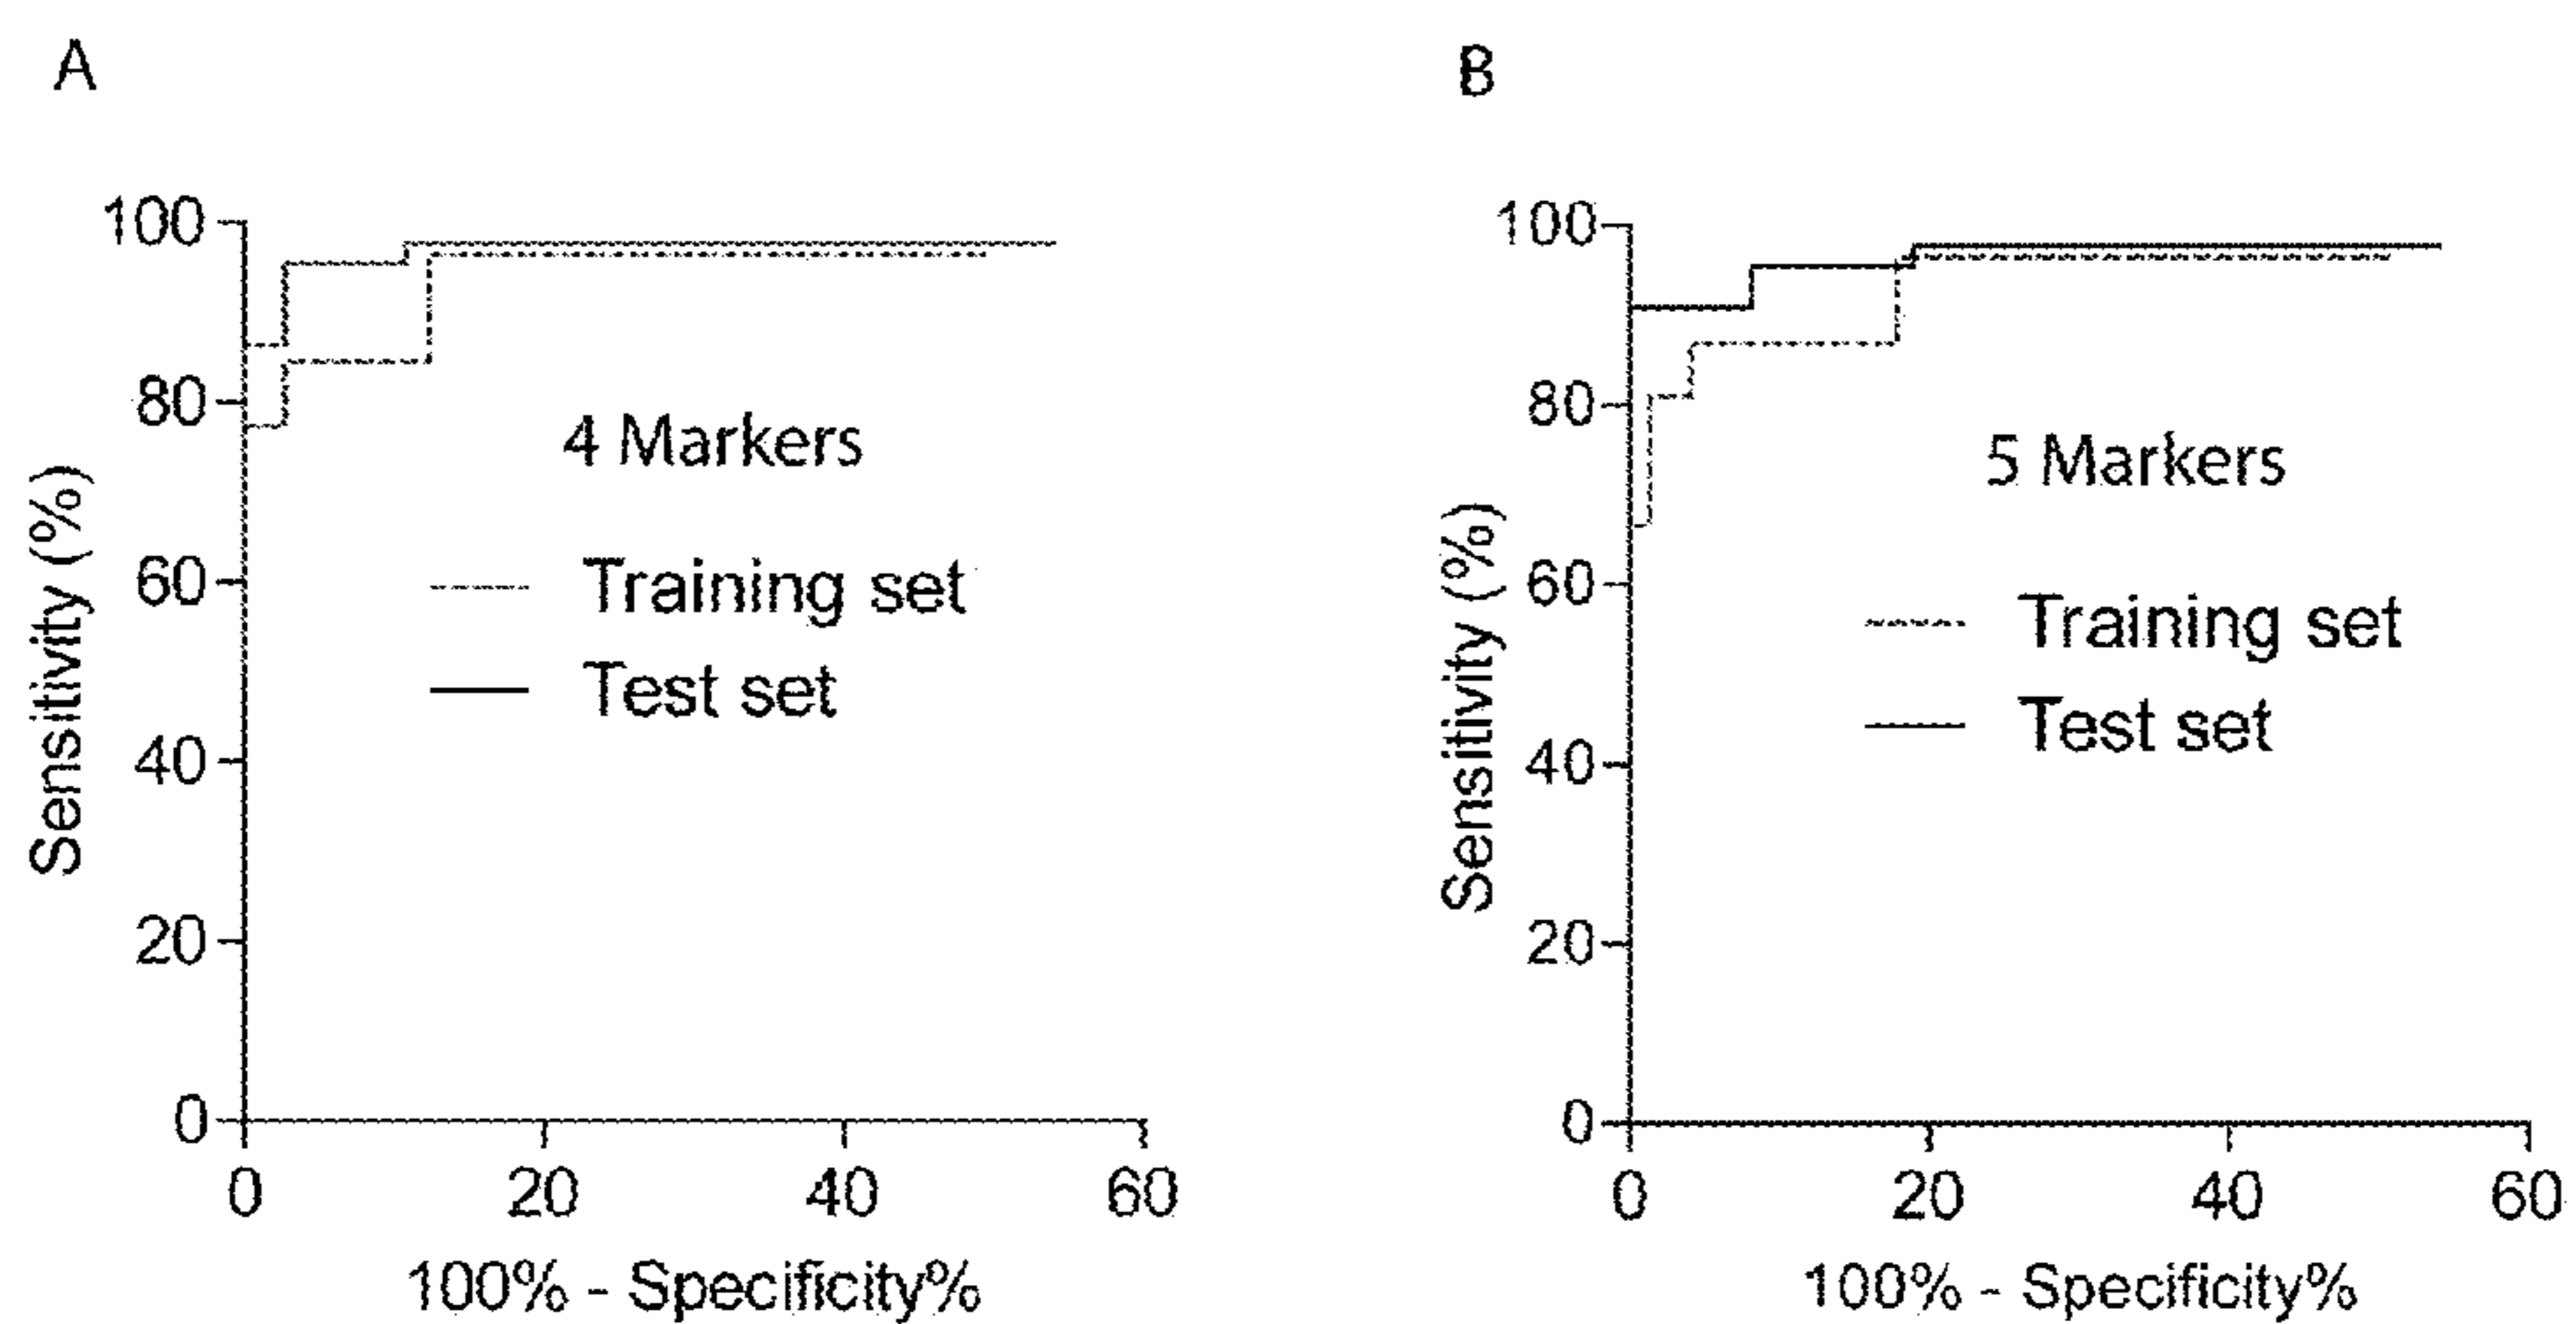 A
100
80
60
40
20
0
0 20 40 60
Sensitivity (%)
100% - Specificity%
4 Markers
Training set
Test set
B
100
80
60
40
20
0
0 20 40 60
Sensitivity (%)
100% - Specificity%
5 Markers
Training set
Test set